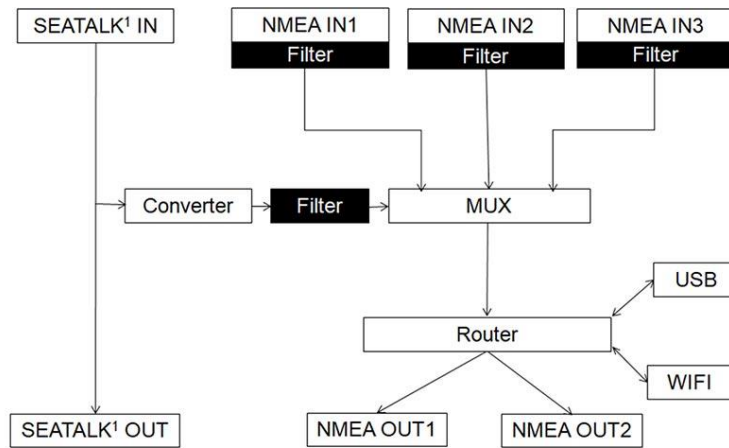 SEATALK¹ IN
NMEA IN1
NMEA IN2
NMEA IN3
Filter
Filter
Filter
Converter
Filter
MUX
USB
Router
WIFI
SEATALK¹ OUT
NMEA OUT1
NMEA OUT2